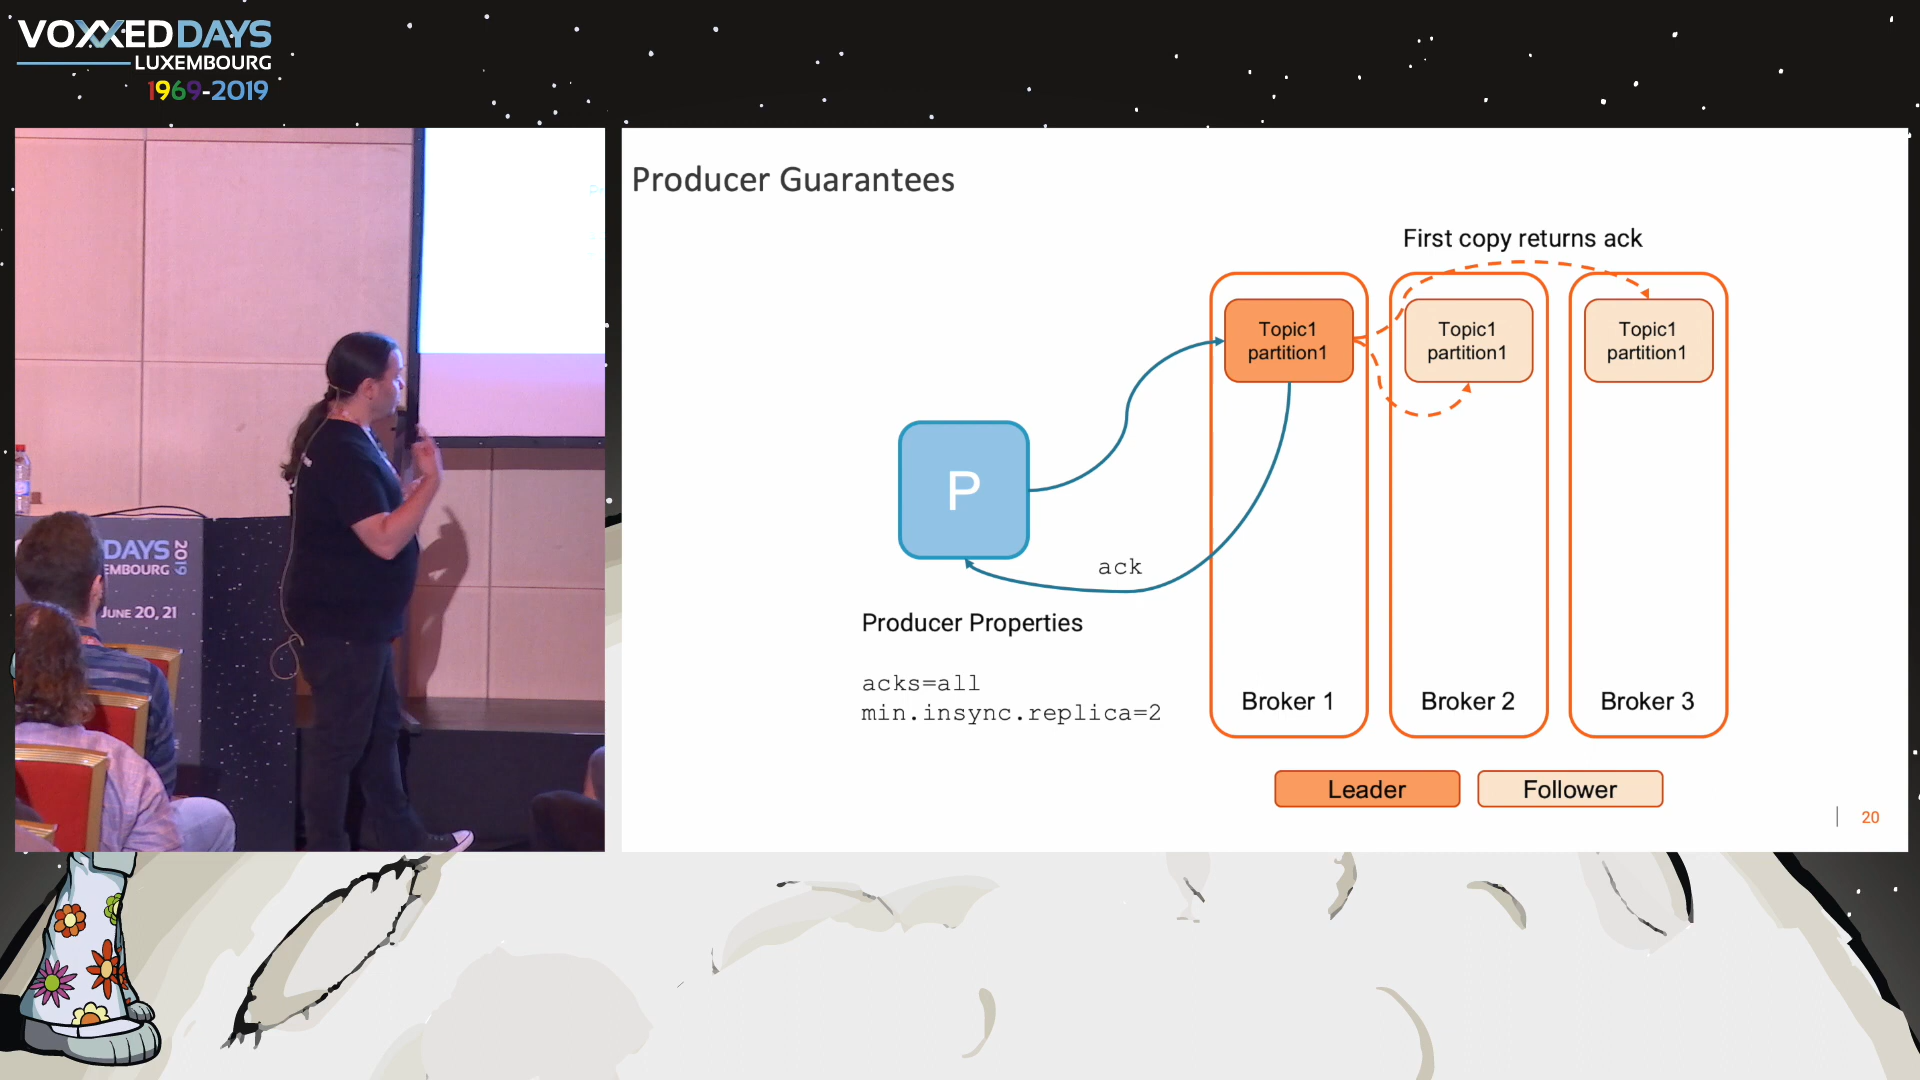 VOXXEDDAYS
LUXEMBOURG
1969-2019
DAYS
EMBOURG
2019
JUNE 20, 21
Producer Guarantees
First copy returns ack
Topic1
partition1
Topic1
partition1
Topic1
partition1
P
ack
Producer Properties
acks=all
min.insync.replica=2
Broker 1
Broker 2
Broker 3
Leader
Follower
20